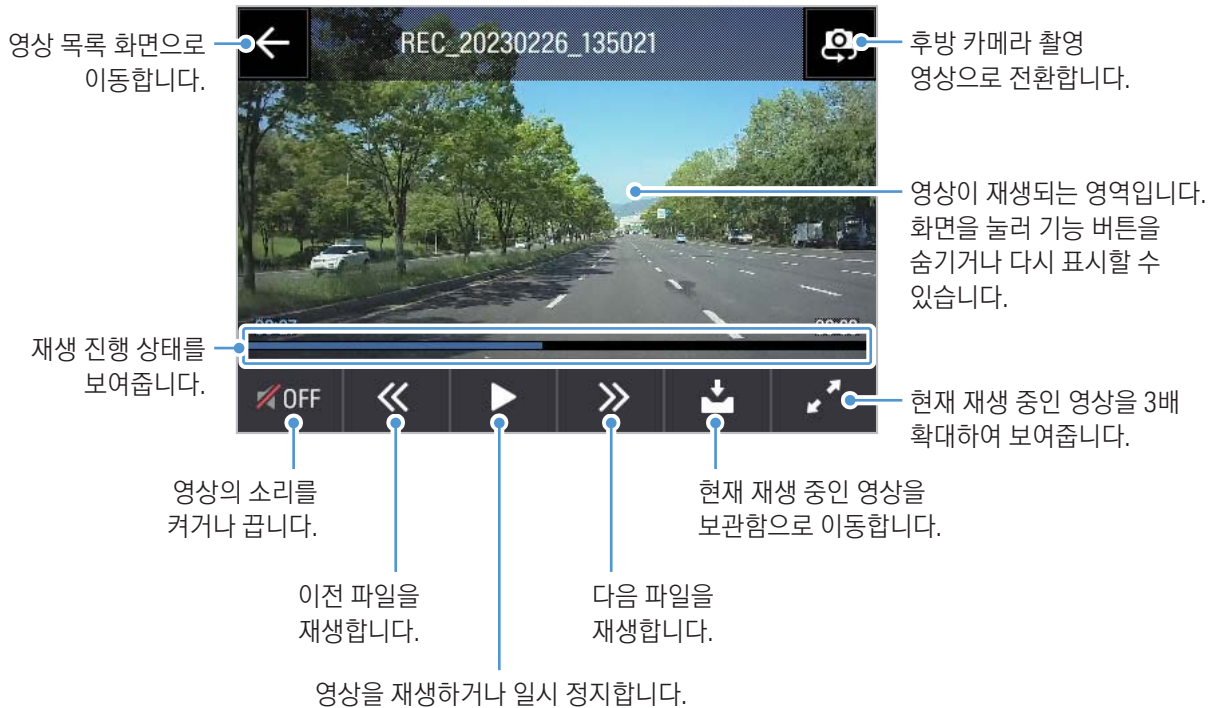 영상 목록 화면으로
이동합니다.
REC_20230226_135021
후방 카메라 촬영
영상으로 전환합니다.
영상이 재생되는 영역입니다.
화면을 눌러 기능 버튼을
숨기거나 다시 표시할 수
있습니다.
재생 진행 상태를
보여줍니다.
OFF
현재 재생 중인 영상을 3배
확대하여 보여줍니다.
영상의 소리를
켜거나 끕니다.
현재 재생 중인 영상을
보관함으로 이동합니다.
이전 파일을
재생합니다.
다음 파일을
재생합니다.
영상을 재생하거나 일시 정지합니다.